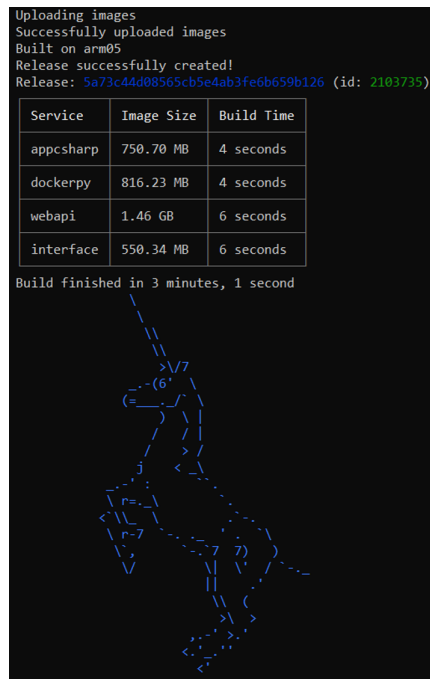 Uploading images
Successfully uploaded images
Built on arm05
Release successfully created!
Release: 5a73c44d08565cb5e4ab3fe6b659b126 (id: 2103735)
Service Image Size Build Time
appcsharp 750.70 MB 4 seconds
dockerpy 816.23 MB 4 seconds
webapi 1.46 GB 6 seconds
interface 550.34 MB 6 seconds
Build finished in 3 minutes, 1 second